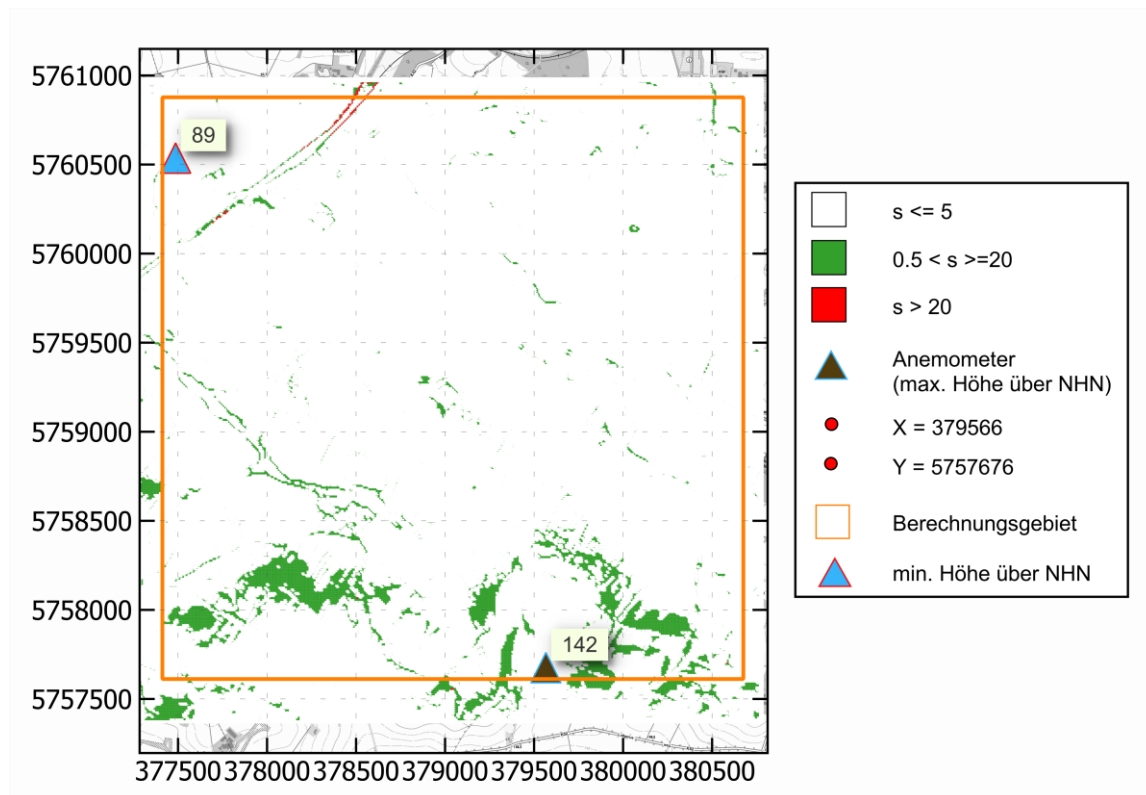 5761000
5760500
5760000
5759500
5759000
5758500
5758000
5757500
377500
378000
378500
379000
379500
380000
380500
89
142
s <= 5
0.5 < s >=20
s > 20
Anemometer
(max. Höhe über NHN)
X = 379566
Y = 5757676
Berechnungsgebiet
min. Höhe über NHN